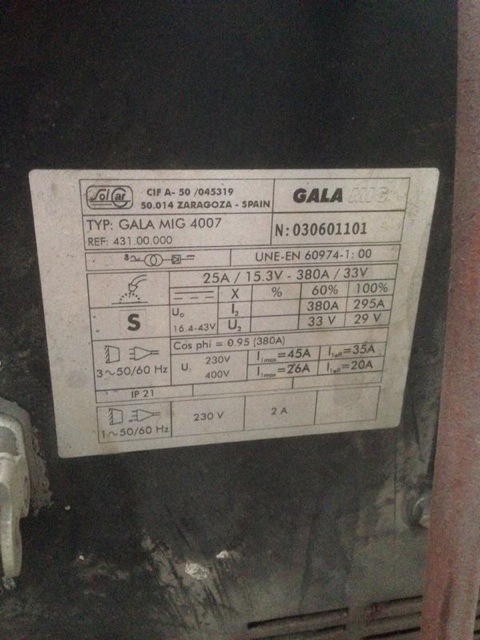 Solter
CIF A- 50 /045319
50.014 ZARAGOZA - SPAIN
GALA MIG
TYP: GALA MIG 4007
REF: 431.00.000
N: 030601101
UNE-EN 60974-1: 00
25A / 15.3V - 380A / 33V
X % 60% 100%
S
U₀ 16.4-43V
I₂ 380A 295A
U₂ 33 V 29 V
Cos phi = 0.95 (380A)
3~50/60 Hz
U₁ 230V I₁max=45A I₁eff=35A
400V I₁max=26A I₁eff=20A
IP 21
1~50/60 Hz 230 V 2 A